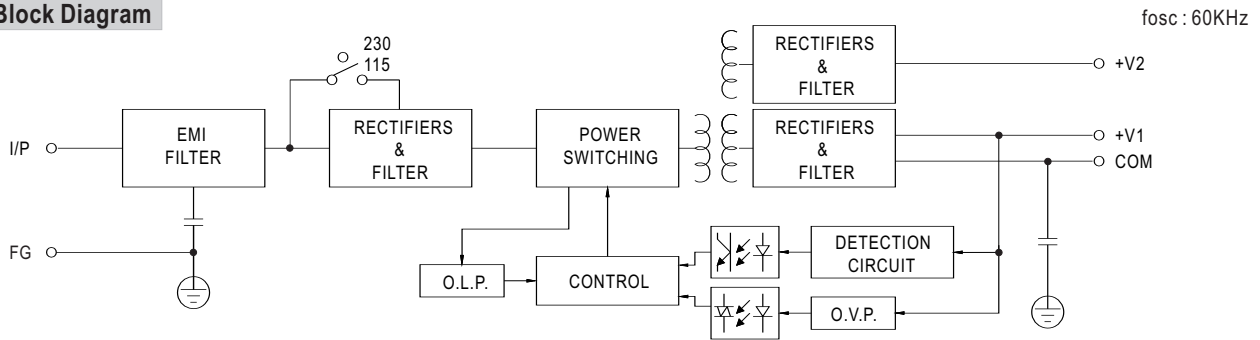 Block Diagram
fosc : 60KHz
230
115
I/P
EMI
FILTER
RECTIFIERS
&
FILTER
POWER
SWITCHING
RECTIFIERS
&
FILTER
+V2
RECTIFIERS
&
FILTER
+V1
COM
FG
O.L.P.
CONTROL
DETECTION
CIRCUIT
O.V.P.